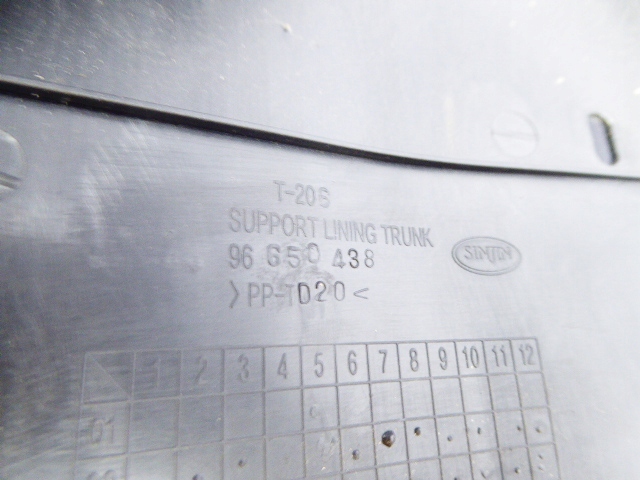 T-206
SUPPORT LINING TRUNK
96 650 438
SINJIN
>PP-TD20<
1 2 3 4 5 6 7 8 9 10 11 12
01